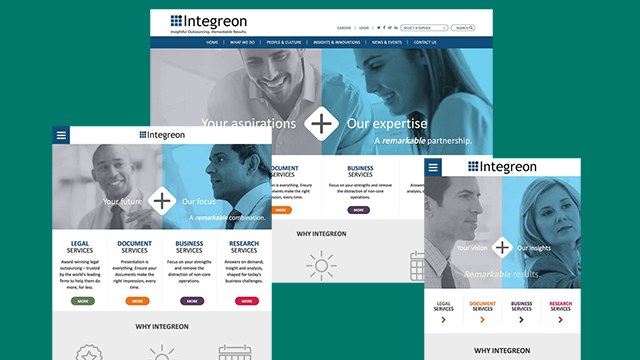 Integreon
Insightful Outsourcing. Remarkable Results.
CAREERS | LOGIN |
SELECT A SERVICE
SEARCH
HOME WHAT WE DO PEOPLE & CULTURE INSIGHTS & INNOVATIONS NEWS & EVENTS CONTACT US
Your aspirations + Our expertise
A remarkable partnership.
DOCUMENT
SERVICES
is everything. Ensure
documents make the
right impression, every
time.
MORE
BUSINESS
SERVICES
Focus on your strengths
and remove the
distraction of non-core
operations.
MORE
WHY INTEGREON
Integreon
Your future + Our focus
A remarkable combination.
LEGAL
SERVICES
Award-winning legal
outsourcing – trusted
by the world's leading
firms to help them do
more, for less.
MORE
DOCUMENT
SERVICES
Presentation is
everything. Ensure your
documents make the
right impression, every
time.
MORE
BUSINESS
SERVICES
Focus on your strengths
and remove the
distraction of non-core
operations.
MORE
RESEARCH
SERVICES
Answers on demand,
insight and analysis,
shaped for today's
business challenges.
MORE
WHY INTEGREON
Integreon
Your vision + Our insights
Remarkable results.
LEGAL
SERVICES
DOCUMENT
SERVICES
BUSINESS
SERVICES
RESEARCH
SERVICES
WHY INTEGREON